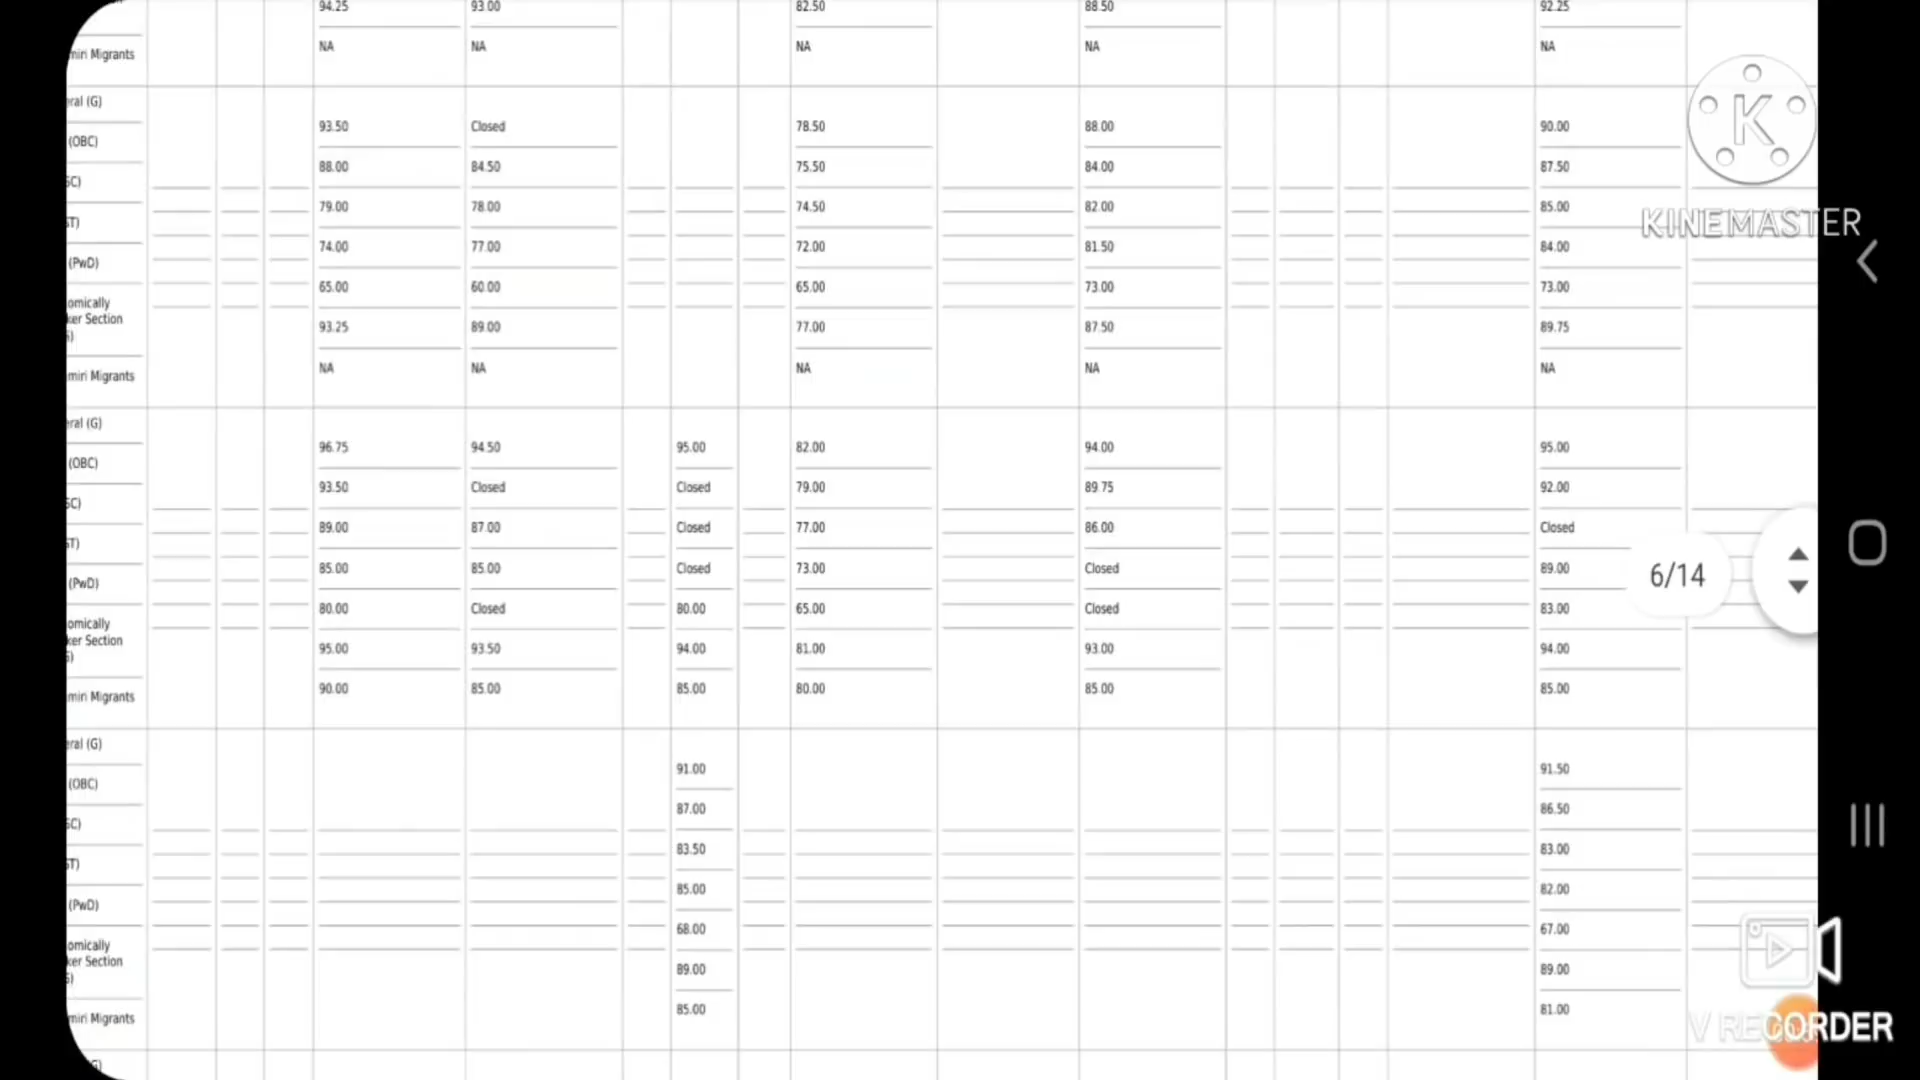 94.25 93.00 82.50 88.50 92.25
miri Migrants NA NA NA NA NA
eral (G)
93.50 Closed 78.50 88.00 90.00
(OBC)
88.00 84.50 75.50 84.00 87.50
SC)
79.00 78.00 74.50 82.00 85.00
ST)
74.00 77.00 72.00 81.50 84.00
(PwD)
65.00 60.00 65.00 73.00 73.00
omically
ker Section
93.25 89.00 77.00 87.50 89.75
NA NA NA NA NA
miri Migrants
eral (G)
96.75 94.50 95.00 82.00 94.00 95.00
(OBC)
93.50 Closed Closed 79.00 89.75 92.00
SC)
89.00 87.00 Closed 77.00 86.00 Closed
ST)
85.00 85.00 Closed 73.00 Closed 89.00
(PwD)
80.00 Closed 80.00 65.00 Closed 83.00
omically
ker Section
95.00 93.50 94.00 81.00 93.00 94.00
90.00 85.00 85.00 80.00 85.00 85.00
miri Migrants
eral (G)
91.00 91.50
(OBC)
87.00 86.50
SC)
83.50 83.00
ST)
85.00 82.00
(PwD)
68.00 67.00
omically
ker Section
89.00 89.00
85.00 81.00
miri Migrants
K
KINEMASTER
6/14
V RECORDER